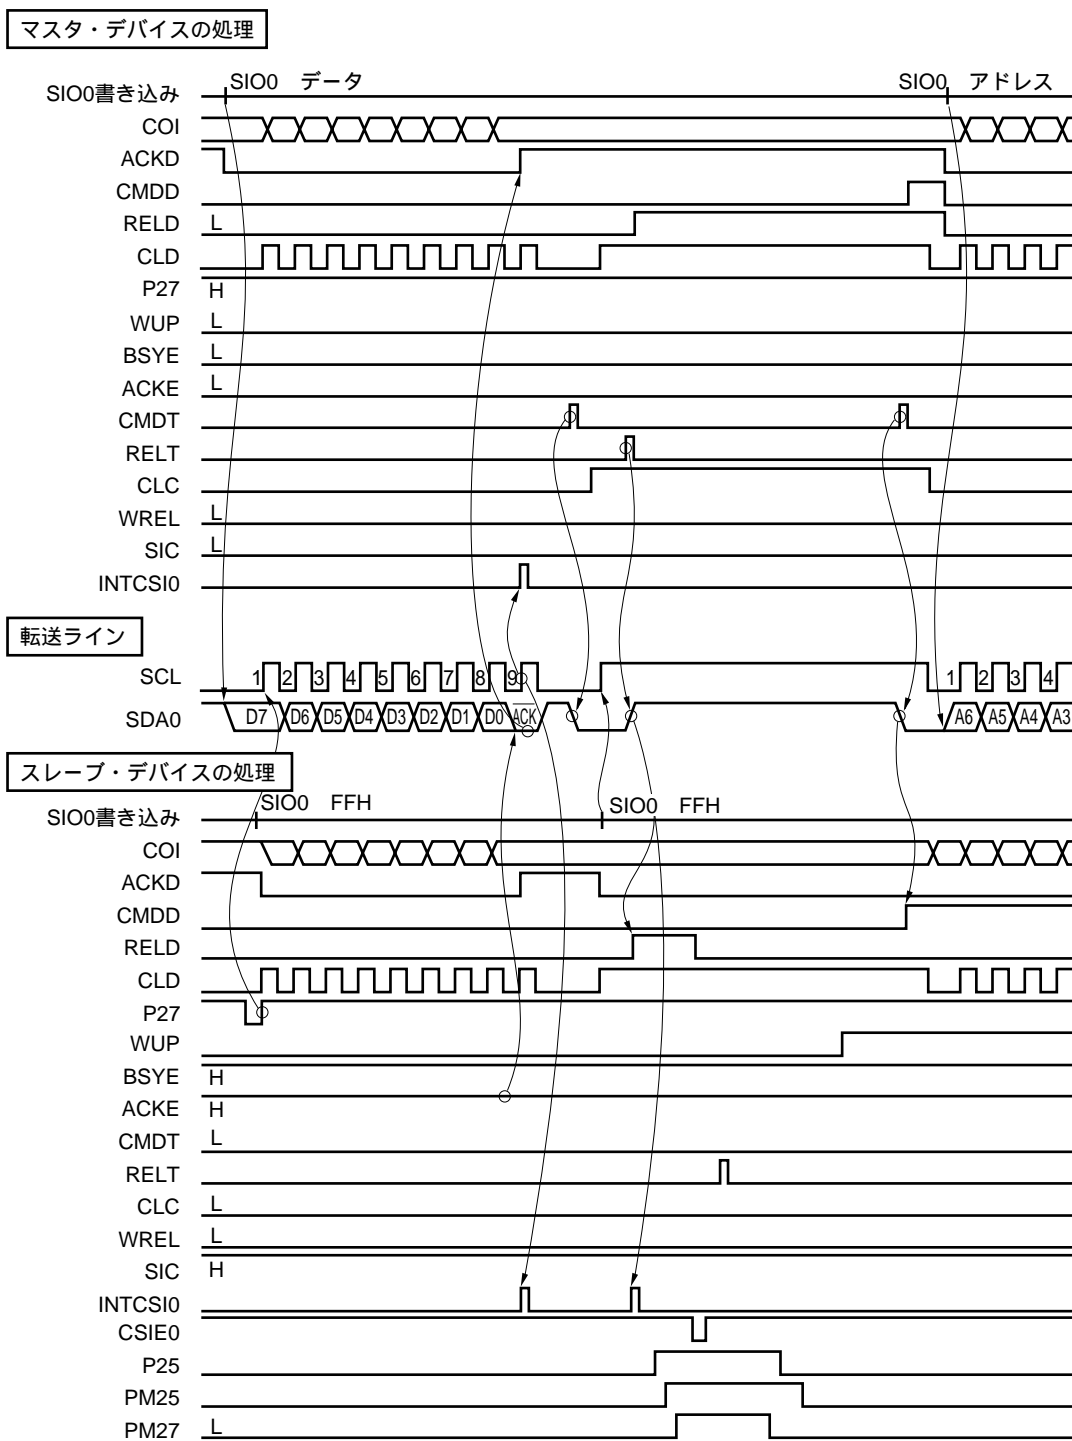 マスタ・デバイスの処理
SIO0 データ SIO0 アドレス
SIO0書き込み
COI
ACKD
CMDD
RELD L
CLD
P27 H
WUP L
BSYE L
ACKE L
CMDT
RELT
CLC
WREL L
SIC L
INTCSI0
転送ライン
SCL 1 2 3 4 5 6 7 8 9 1 2 3 4
SDA0 D7 D6 D5 D4 D3 D2 D1 D0 ACK A6 A5 A4 A3
スレーブ・デバイスの処理
SIO0 FFH SIO0 FFH
SIO0書き込み
COI
ACKD
CMDD
RELD
CLD
P27
WUP
BSYE H
ACKE H
CMDT L
RELT
CLC L
WREL L
SIC H
INTCSI0
CSIE0
P25
PM25
PM27 L